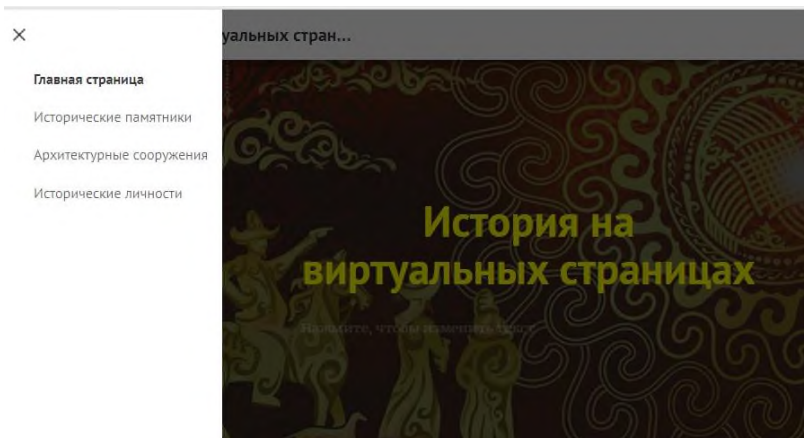 уальных стран...
Главная страница
Исторические памятники
Архитектурные сооружения
Исторические личности
История на
виртуальных страницах
Нажмите, чтобы изменить текст